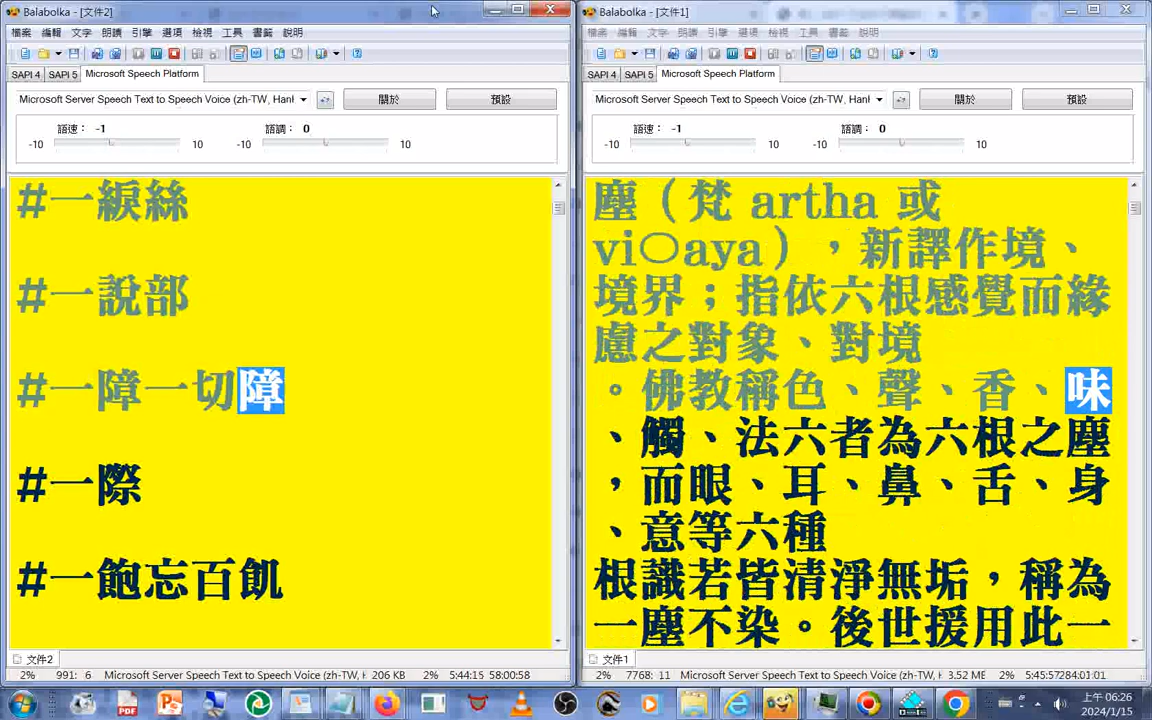 Balabolka - [文件2]
檔案 編輯 文字 朗讀 引擎 選項 檢視 工具 書籤 說明
SAPI 4 SAPI 5 Microsoft Speech Platform
Microsoft Server Speech Text to Speech Voice (zh-TW, Han
關於 預設
語速： -1 語調： 0
-10 10 -10 10
#一綟絲
#一說部
#一障一切障
#一際
#一飽忘百飢
文件2
2% 991: 6 Microsoft Server Speech Text to Speech Voice (zh-TW, H 206 KB 2% 5:44:15 58:00:58
Balabolka - [文件1]
檔案 編輯 文字 朗讀 引擎 選項 檢視 工具 書籤 說明
SAPI 4 SAPI 5 Microsoft Speech Platform
Microsoft Server Speech Text to Speech Voice (zh-TW, Han
關於 預設
語速： -1 語調： 0
-10 10 -10 10
塵（梵 artha 或
vi○aya），新譯作境、
境界；指依六根感覺而緣
慮之對象、對境
。佛教稱色、聲、香、味
、觸、法六者為六根之塵
，而眼、耳、鼻、舌、身
、意等六種
根識若皆清淨無垢，稱為
一塵不染。後世援用此一
文件1
2% 7768: 11 Microsoft Server Speech Text to Speech Voice (zh-TW, H 3.52 MB 2% 5:45:57 284:01:01
上午 06:26
2024/1/15